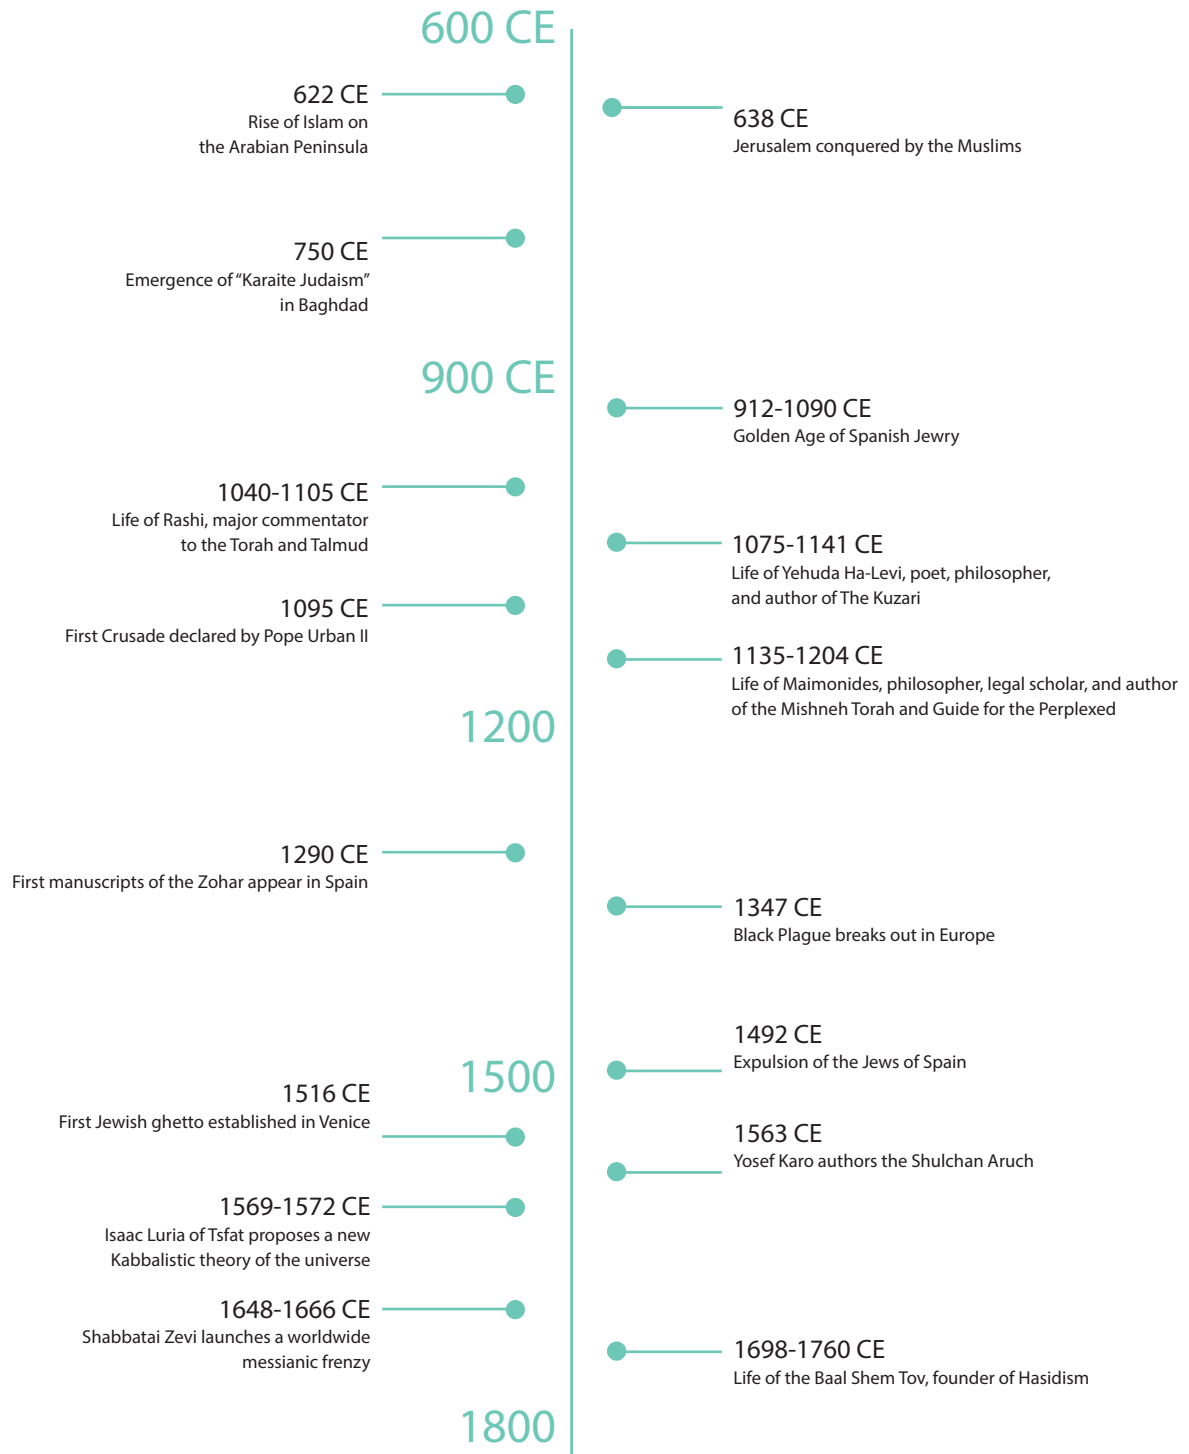 600 CE
622 CE
Rise of Islam on
the Arabian Peninsula
638 CE
Jerusalem conquered by the Muslims
750 CE
Emergence of “Karaite Judaism”
in Baghdad
900 CE
912-1090 CE
Golden Age of Spanish Jewry
1040-1105 CE
Life of Rashi, major commentator
to the Torah and Talmud
1075-1141 CE
Life of Yehuda Ha-Levi, poet, philosopher,
and author of The Kuzari
1095 CE
First Crusade declared by Pope Urban II
1135-1204 CE
Life of Maimonides, philosopher, legal scholar, and author
of the Mishneh Torah and Guide for the Perplexed
1200
1290 CE
First manuscripts of the Zohar appear in Spain
1347 CE
Black Plague breaks out in Europe
1492 CE
Expulsion of the Jews of Spain
1500
1516 CE
First Jewish ghetto established in Venice
1563 CE
Yosef Karo authors the Shulchan Aruch
1569-1572 CE
Isaac Luria of Tsfat proposes a new
Kabbalistic theory of the universe
1648-1666 CE
Shabbatai Zevi launches a worldwide
messianic frenzy
1698-1760 CE
Life of the Baal Shem Tov, founder of Hasidism
1800